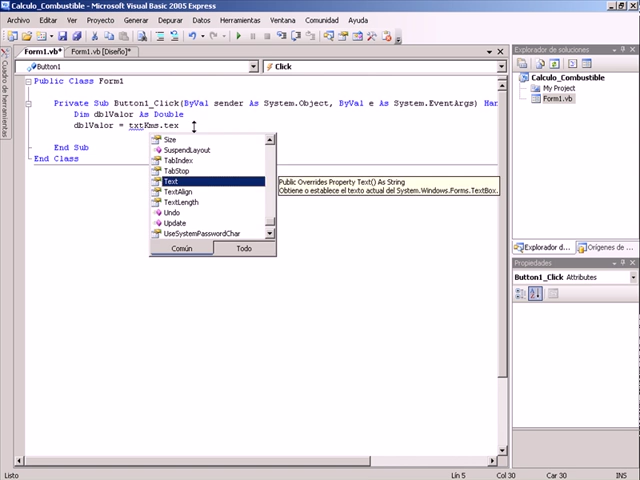 Calculo_Combustible - Microsoft Visual Basic 2005 Express
Archivo Editar Ver Proyecto Generar Depurar Datos Herramientas Ventana Comunidad Ayuda
Form1.vb* Form1.vb [Diseño]*
Cuadro de herramientas
Button1 Click
Public Class Form1
Private Sub Button1_Click(ByVal sender As System.Object, ByVal e As System.EventArgs) Han
Dim dblValor As Double
dblValor = txtKms.tex
End Sub
End Class
Size
SuspendLayout
TabIndex
TabStop
Text
TextAlign
TextLength
Undo
Update
UseSystemPasswordChar
Común Todo
Public Overrides Property Text() As String
Obtiene o establece el texto actual del System.Windows.Forms.TextBox.
Explorador de soluciones
Calculo_Combustible
My Project
Form1.vb
Explorador d... Orígenes de...
Propiedades
Button1_Click Attributes
Listo Lín 5 Col 30 Car 30 INS